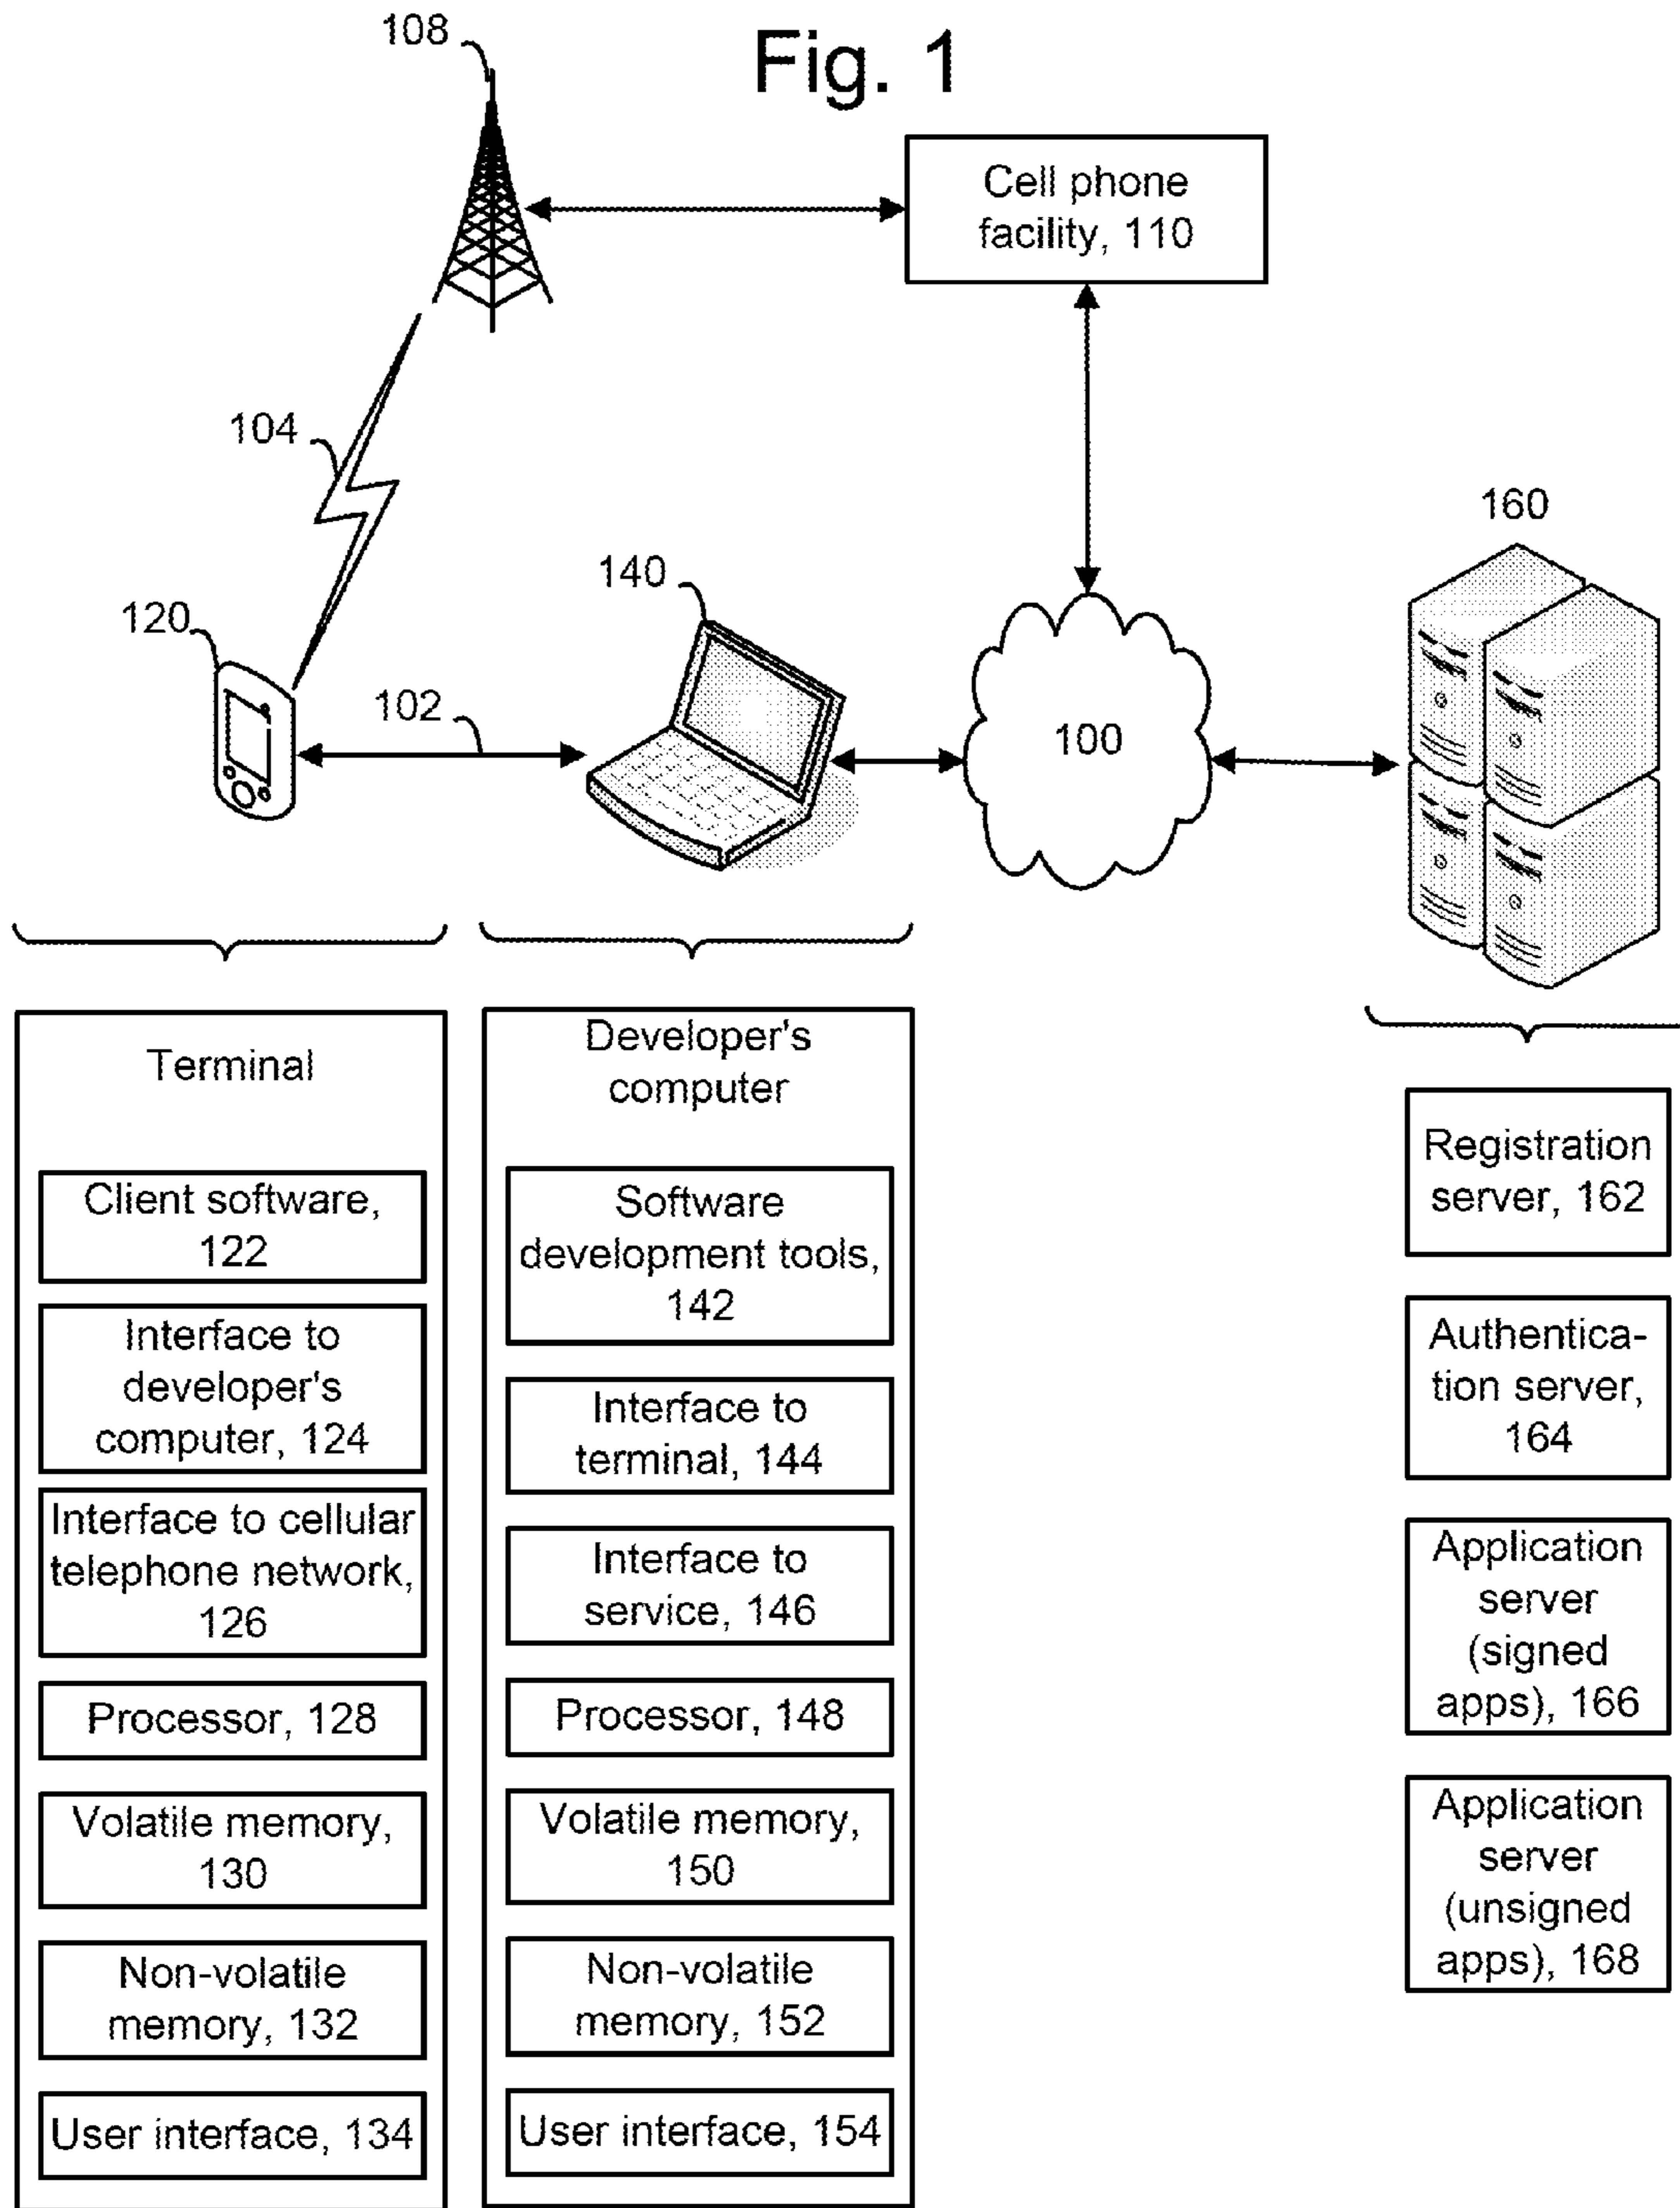 Fig. 1
108
Cell phone
facility, 110
104
160
140
120
102
100
Terminal
Client software,
122
Interface to
developer's
computer, 124
Interface to cellular
telephone network,
126
Processor, 128
Volatile memory,
130
Non-volatile
memory, 132
User interface, 134
Developer's
computer
Software
development tools,
142
Interface to
terminal, 144
Interface to
service, 146
Processor, 148
Volatile memory,
150
Non-volatile
memory, 152
User interface, 154
Registration
server, 162
Authentica-
tion server,
164
Application
server
(signed
apps), 166
Application
server
(unsigned
apps), 168